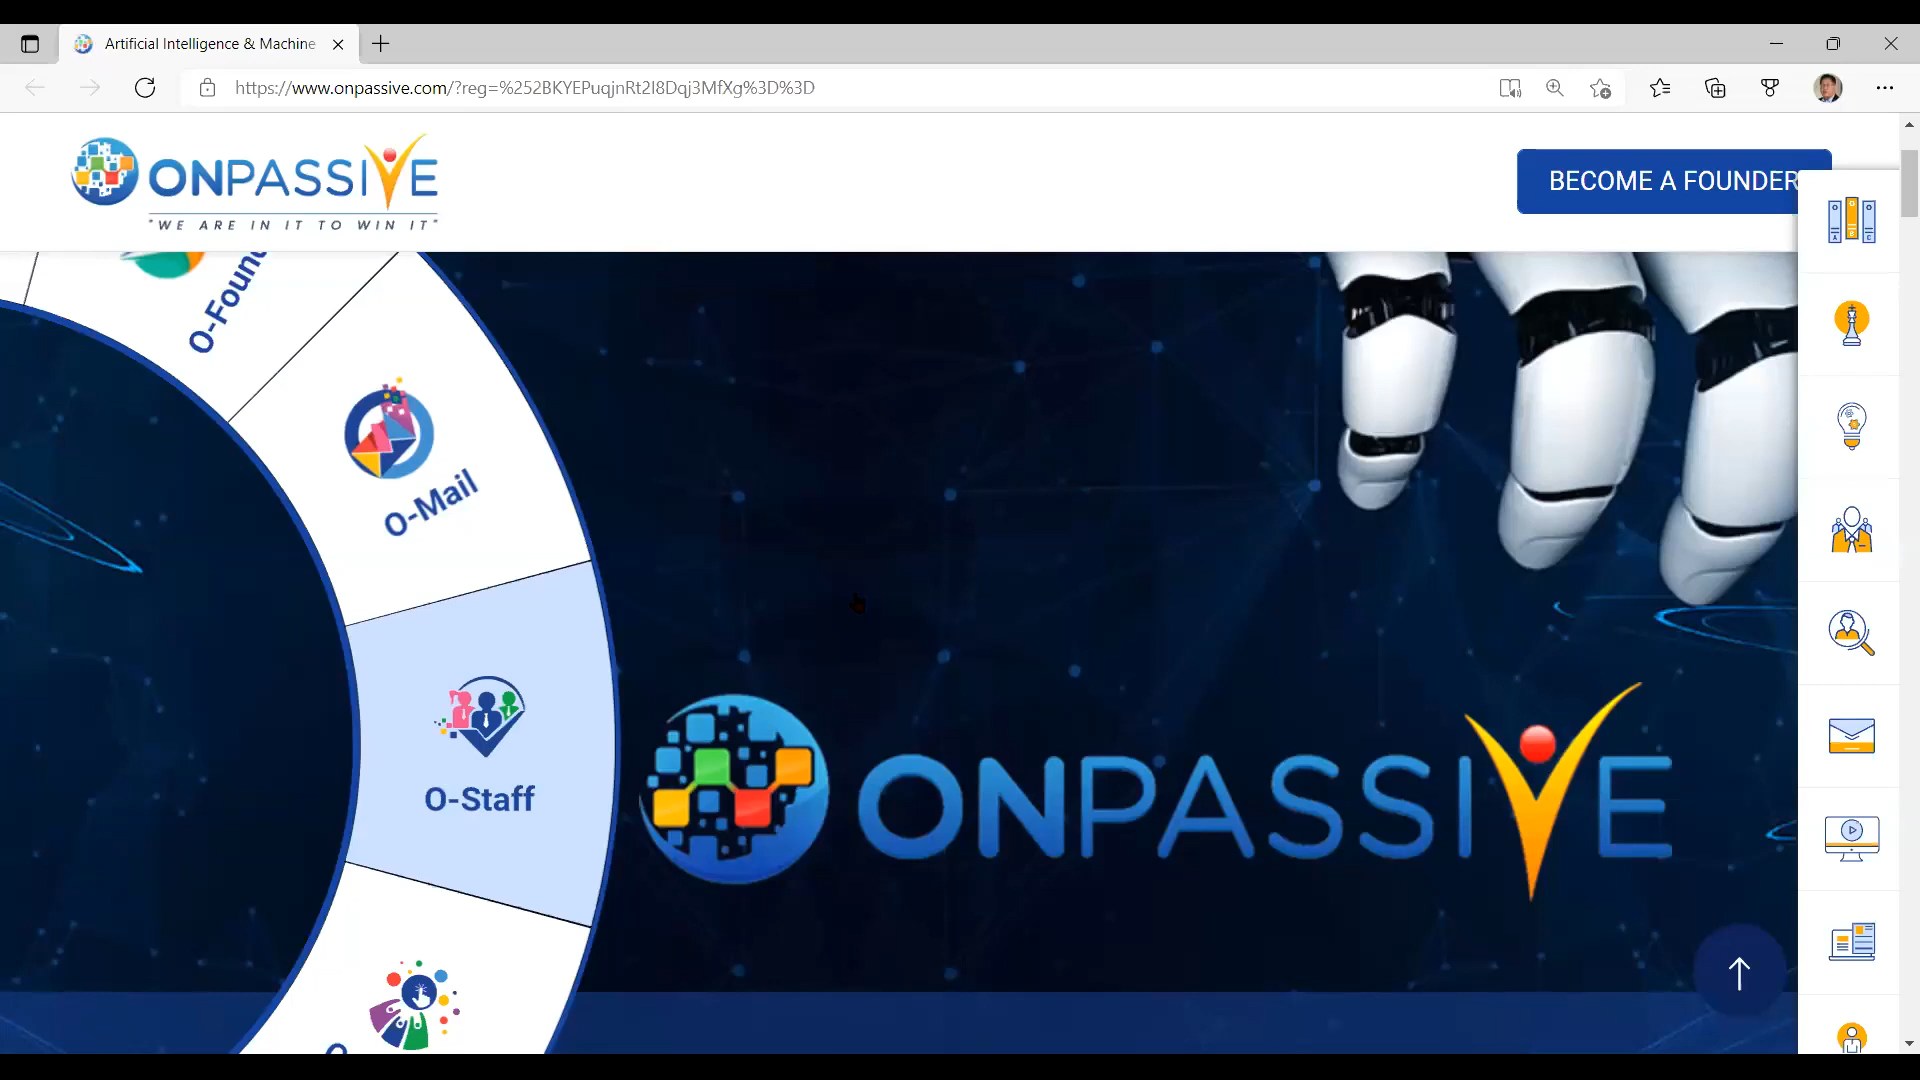 Artificial Intelligence & Machine
https://www.onpassive.com/?reg=%252BKYEPuqjnRt2I8Dqj3MfXg%3D%3D
ONPASSIVE
"WE ARE IN IT TO WIN IT"
BECOME A FOUNDER
O-Foun
O-Mail
O-Staff
ONPASSIVE